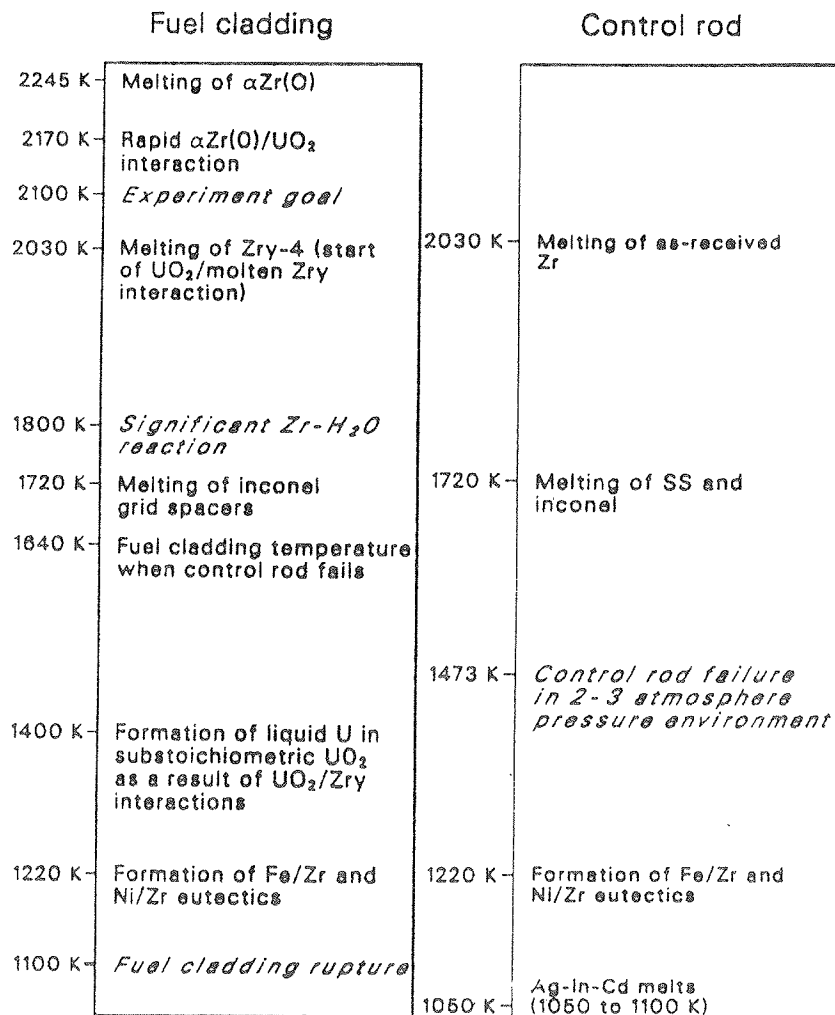 Fuel cladding
2245 K Melting of αZr(O)
2170 K Rapid αZr(O)/UO₂
interaction
2100 K Experiment goal
2030 K Melting of Zry-4 (start
of UO₂/molten Zry
interaction)
1800 K Significant Zr-H₂O
reaction
1720 K Melting of inconel
grid spacers
1640 K Fuel cladding temperature
when control rod fails
1400 K Formation of liquid U in
substoichiometric UO₂
as a result of UO₂/Zry
interactions
1220 K Formation of Fe/Zr and
Ni/Zr eutectics
1100 K Fuel cladding rupture
Control rod
2030 K Melting of as-received
Zr
1720 K Melting of SS and
inconel
1473 K Control rod failure
in 2-3 atmosphere
pressure environment
1220 K Formation of Fe/Zr and
Ni/Zr eutectics
Ag-In-Cd melts
1050 K (1050 to 1100 K)